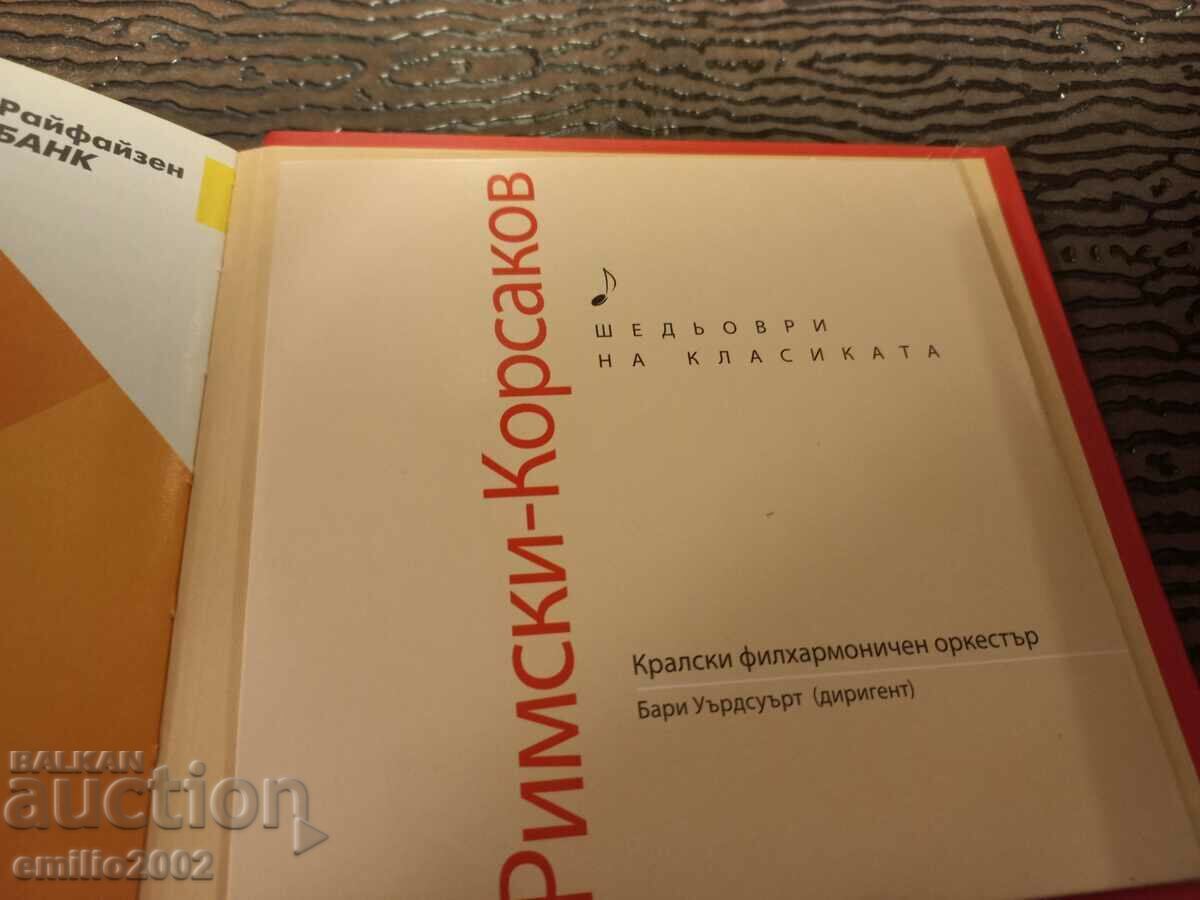 Райфайзен
БАНК
Римски-Корсаков
ШЕДЬОВРИ
НА КЛАСИКАТА
Кралски филхармоничен оркестър
Бари Уърдсуърт (диригент)
BALKAN
auction
emilio2002